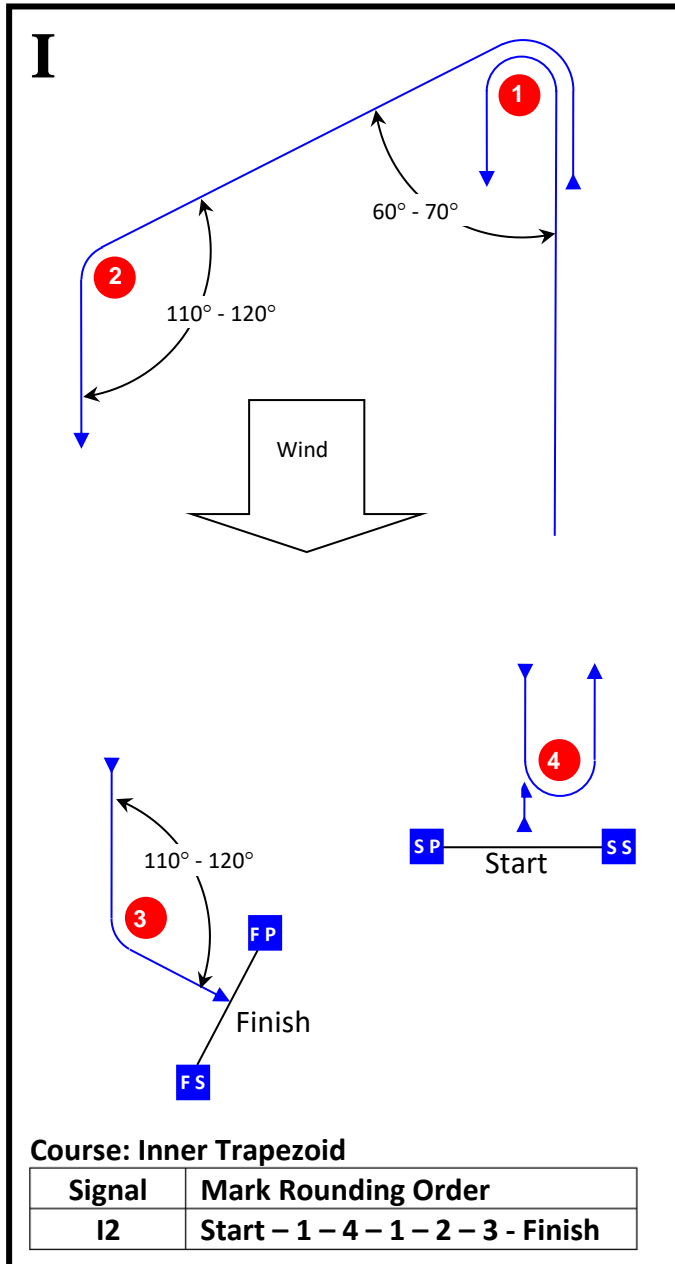 I
1
60° - 70°
2
110° - 120°
Wind
4
110° - 120°
S P
S S
Start
3
F P
Finish
F S
Course: Inner Trapezoid
Signal Mark Rounding Order
I2 Start – 1 – 4 – 1 – 2 – 3 - Finish